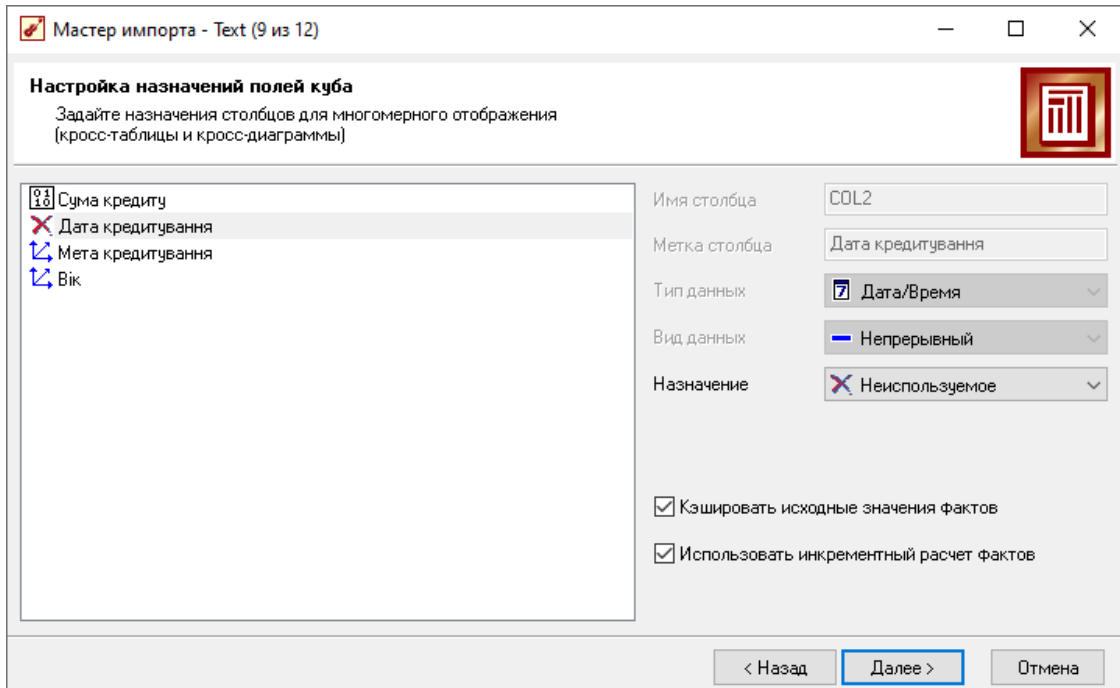 Мастер импорта - Text (9 из 12)
Настройка назначений полей куба
Задайте назначения столбцов для многомерного отображения
(кросс-таблицы и кросс-диаграммы)
Сума кредиту
Дата кредитування
Мета кредитування
Вік
Имя столбца COL2
Метка столбца Дата кредитування
Тип данных 7 Дата/Время
Вид данных Непрерывный
Назначение Неиспользуемое
Кэшировать исходные значения фактов
Использовать инкрементный расчет фактов
< Назад Далее > Отмена